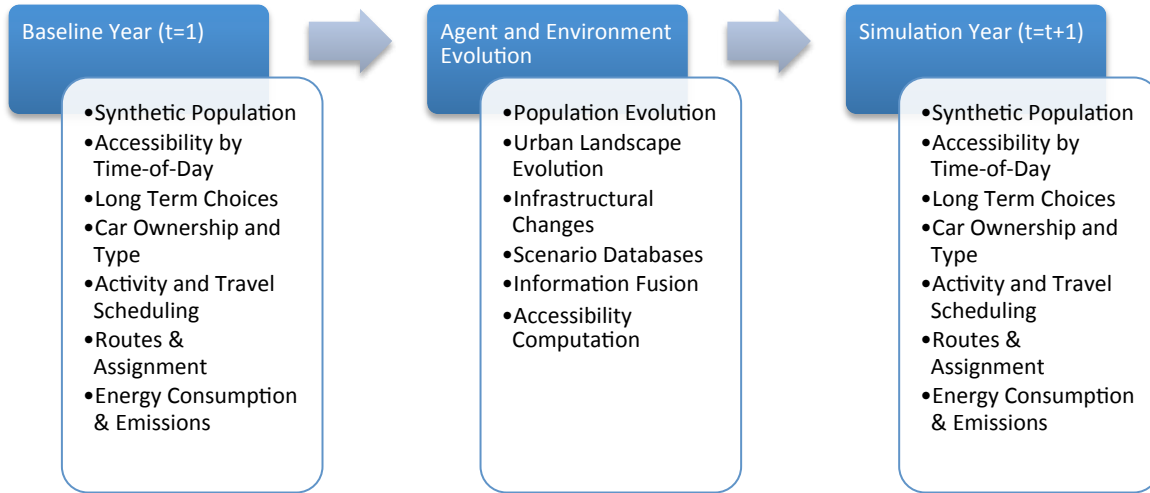 Baseline Year (t=1)
•Synthetic Population
•Accessibility by
Time-of-Day
•Long Term Choices
•Car Ownership and
Type
•Activity and Travel
Scheduling
•Routes &
Assignment
•Energy Consumption
& Emissions
Agent and Environment
Evolution
•Population Evolution
•Urban Landscape
Evolution
•Infrastructural
Changes
•Scenario Databases
•Information Fusion
•Accessibility
Computation
Simulation Year (t=t+1)
•Synthetic Population
•Accessibility by
Time-of-Day
•Long Term Choices
•Car Ownership and
Type
•Activity and Travel
Scheduling
•Routes &
Assignment
•Energy Consumption
& Emissions